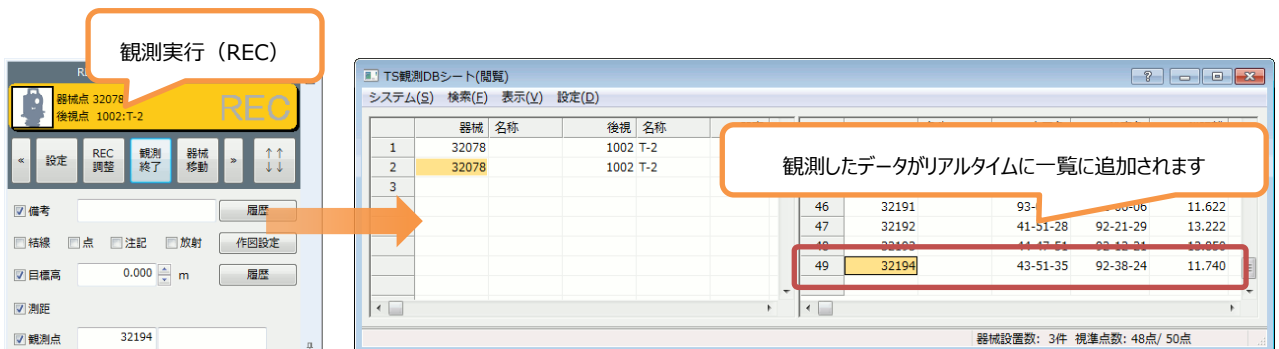 観測実行（REC）
器械点 32078
後視点 1002:T-2
REC
« 設定 REC調整 観測終了 器械移動 » ↑↑↓↓
備考 履歴
結線 点 注記 放射 作図設定
目標高 0.000 m 履歴
測距
観測点 32194
TS観測DBシート(閲覧)
システム(S) 検索(F) 表示(V) 設定(D)
器械 名称 後視 名称
1 32078 1002 T-2
2 32078 1002 T-2
3
観測したデータがリアルタイムに一覧に追加されます
46 32191 11.622
47 32192 41-51-28 92-21-29 13.222
49 32194 43-51-35 92-38-24 11.740
器械設置数: 3件 視準点数: 48点/ 50点